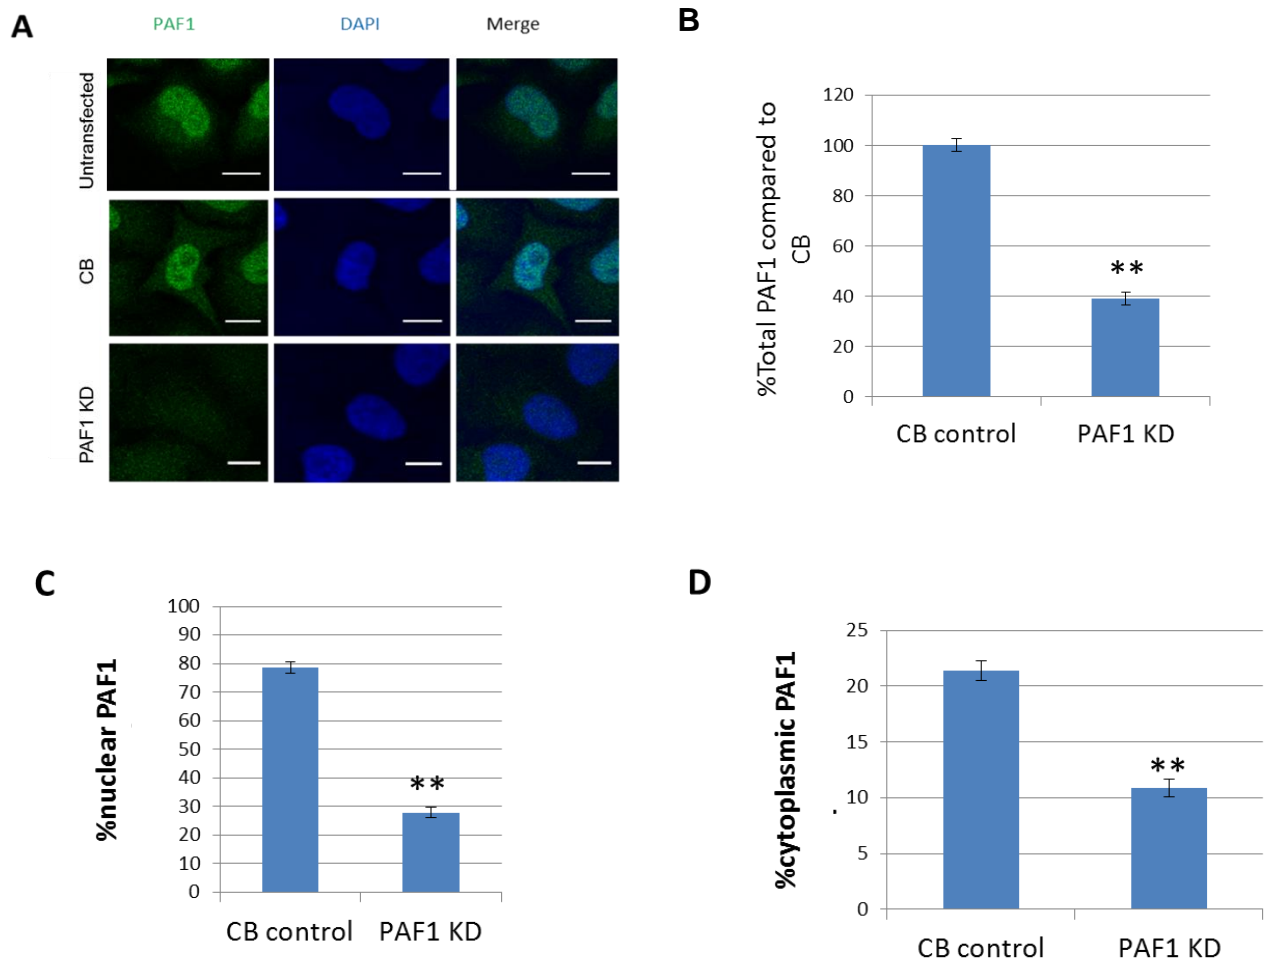 A
PAF1 DAPI Merge
Untransfected
CB
PAF1 KD
B
%Total PAF1 compared to
CB
120
100
80
60
40
20
0
**
CB control PAF1 KD
C
%nuclear PAF1
100
90
80
70
60
50
40
30
20
10
0
**
CB control PAF1 KD
D
%cytoplasmic PAF1
25
20
15
10
5
0
**
CB control PAF1 KD